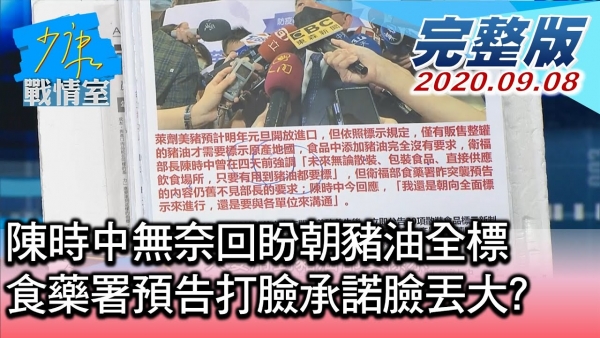 少康
戰情室
完整版
2020.09.08
EBC
東森新聞
萊劑美豬預計明年元旦開放進口，但依照標示規定，僅有販售整罐
的豬油才需要標示原產地國，食品中添加豬油完全沒有要求，衛福
部長陳時中曾在四天前強調「未來無論散裝、包裝食品、直接供應
飲食場所，只要有用到豬油都要標」，但衛福部食藥署昨突襲預告
的內容仍舊不見部長的要求；陳時中今回應，「我還是朝向全面標
示來進行，還是要與各單位來溝通」。
陳時中無奈回盼朝豬油全標
食藥署預告打臉承諾臉丟大?